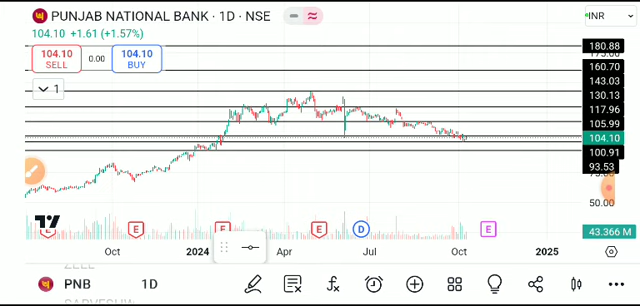 PUNJAB NATIONAL BANK · 1D · NSE
INR
104.10 +1.61 (+1.57%)
104.10 SELL
0.00
104.10 BUY
1
180.88
160.70
143.03
130.13
117.96
105.99
104.10
100.91
93.53
50.00
43.366 M
E
E
E
E
D
E
Oct
2024
Apr
Jul
Oct
2025
PNB 1D